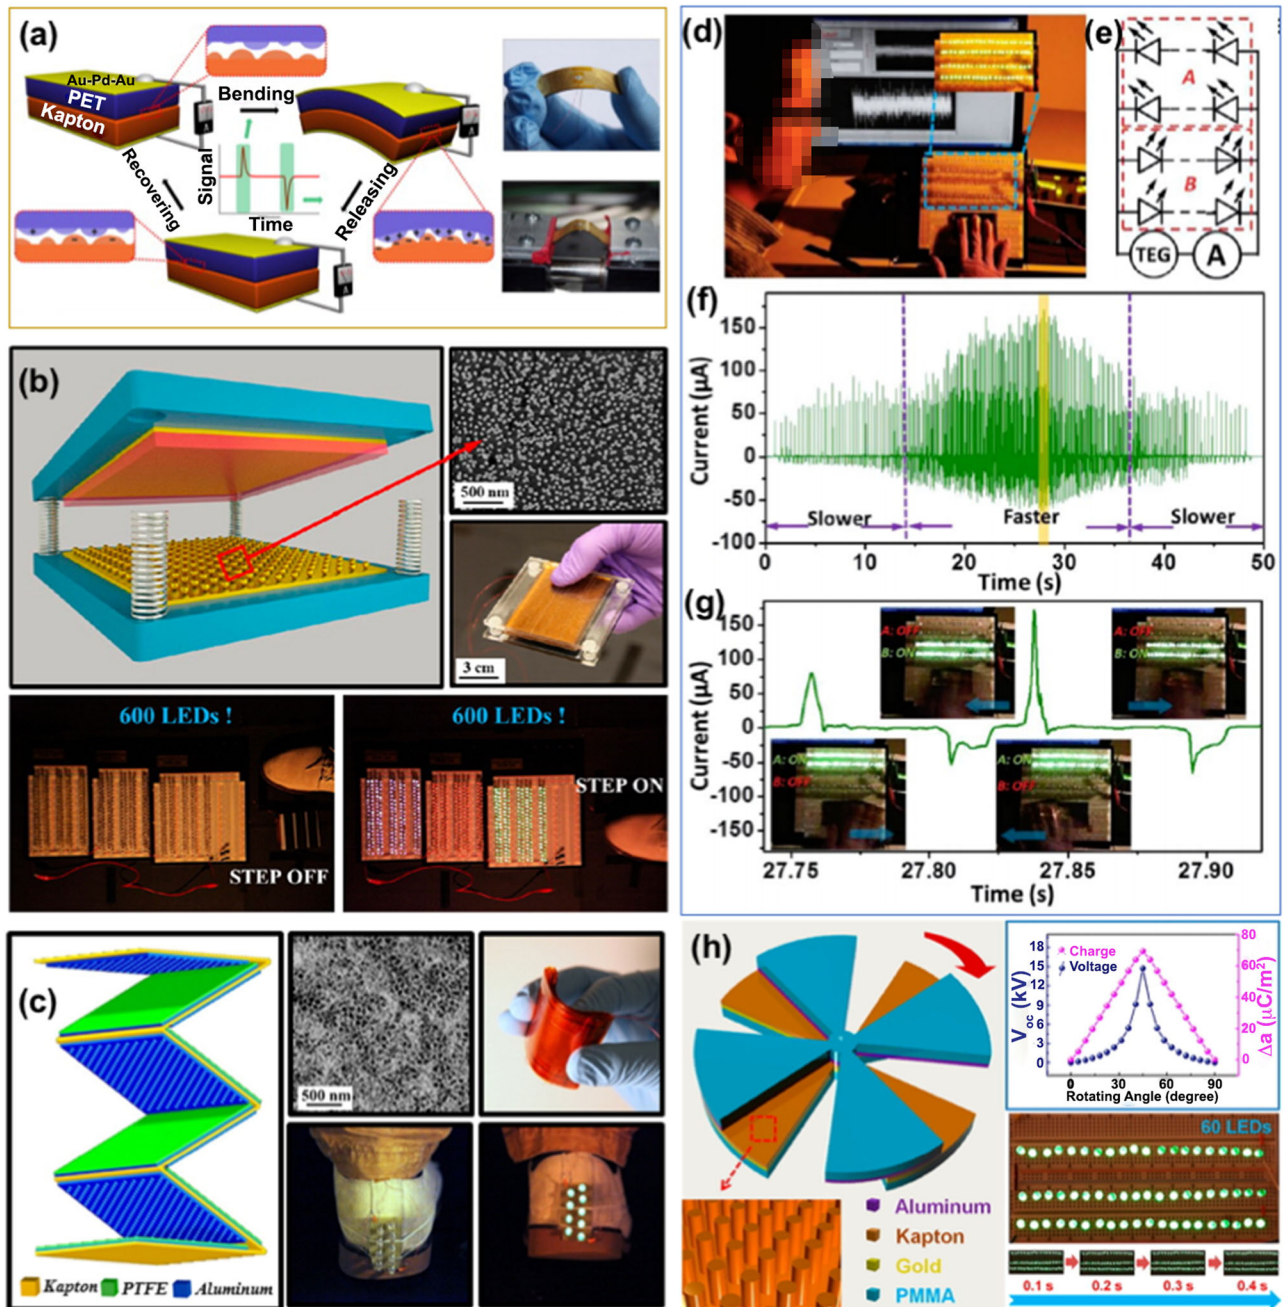 (a)
Au-Pd-Au
PET
Kapton
Bending
Recovering
Signal
Time
Releasing
(b)
500 nm
3 cm
600 LEDs !
STEP OFF
600 LEDs !
STEP ON
(c)
500 nm
Kapton
PTFE
Aluminum
(d)
(e)
A
B
TEG
A
(f)
Current (µA)
150
100
50
0
-50
-100
Slower
Faster
Slower
0 10 20 30 40 50
Time (s)
(g)
Current (µA)
150
100
50
0
-50
-100
-150
A: OFF
B: ON
A: OFF
B: ON
A: ON
B: OFF
A: ON
B: OFF
27.75 27.80 27.85 27.90
Time (s)
(h)
Aluminum
Kapton
Gold
PMMA
Charge
Voltage
Voc (kV)
18
15
12
9
6
3
0
Δa (µC/m²)
80
60
40
20
0
0 30 60 90
Rotating Angle (degree)
60 LEDs
0.1 s 0.2 s 0.3 s 0.4 s